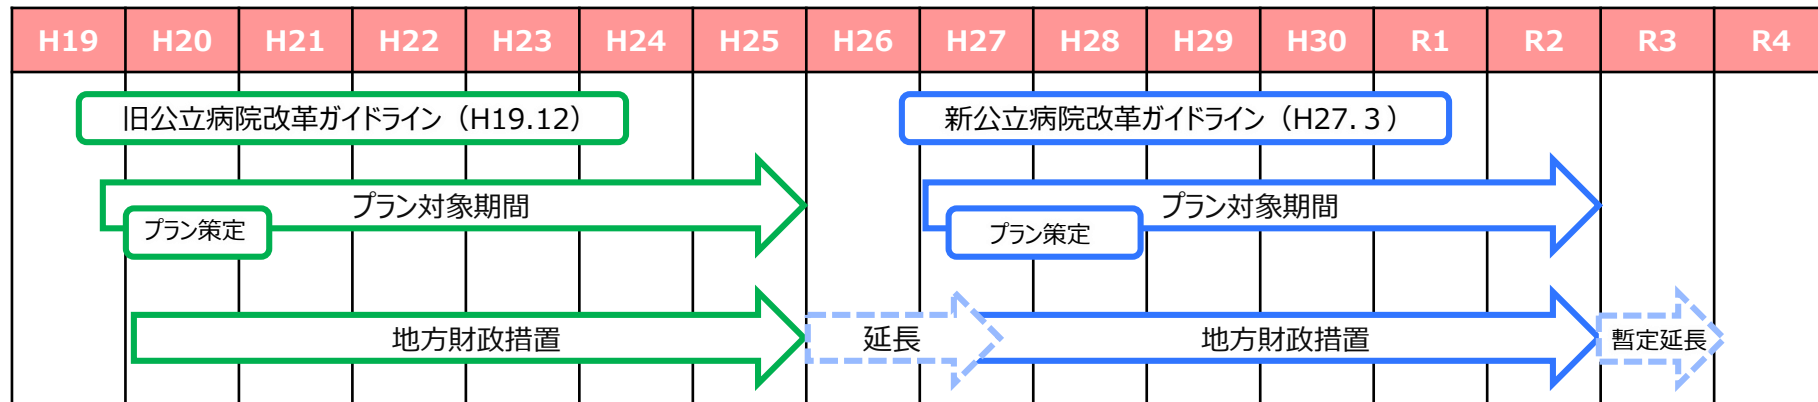 H19 H20 H21 H22 H23 H24 H25 H26 H27 H28 H29 H30 R1 R2 R3 R4
旧公立病院改革ガイドライン（H19.12） 新公立病院改革ガイドライン（H27.３）
プラン対象期間 プラン対象期間
プラン策定 プラン策定
地方財政措置 延長 地方財政措置 暫定延長